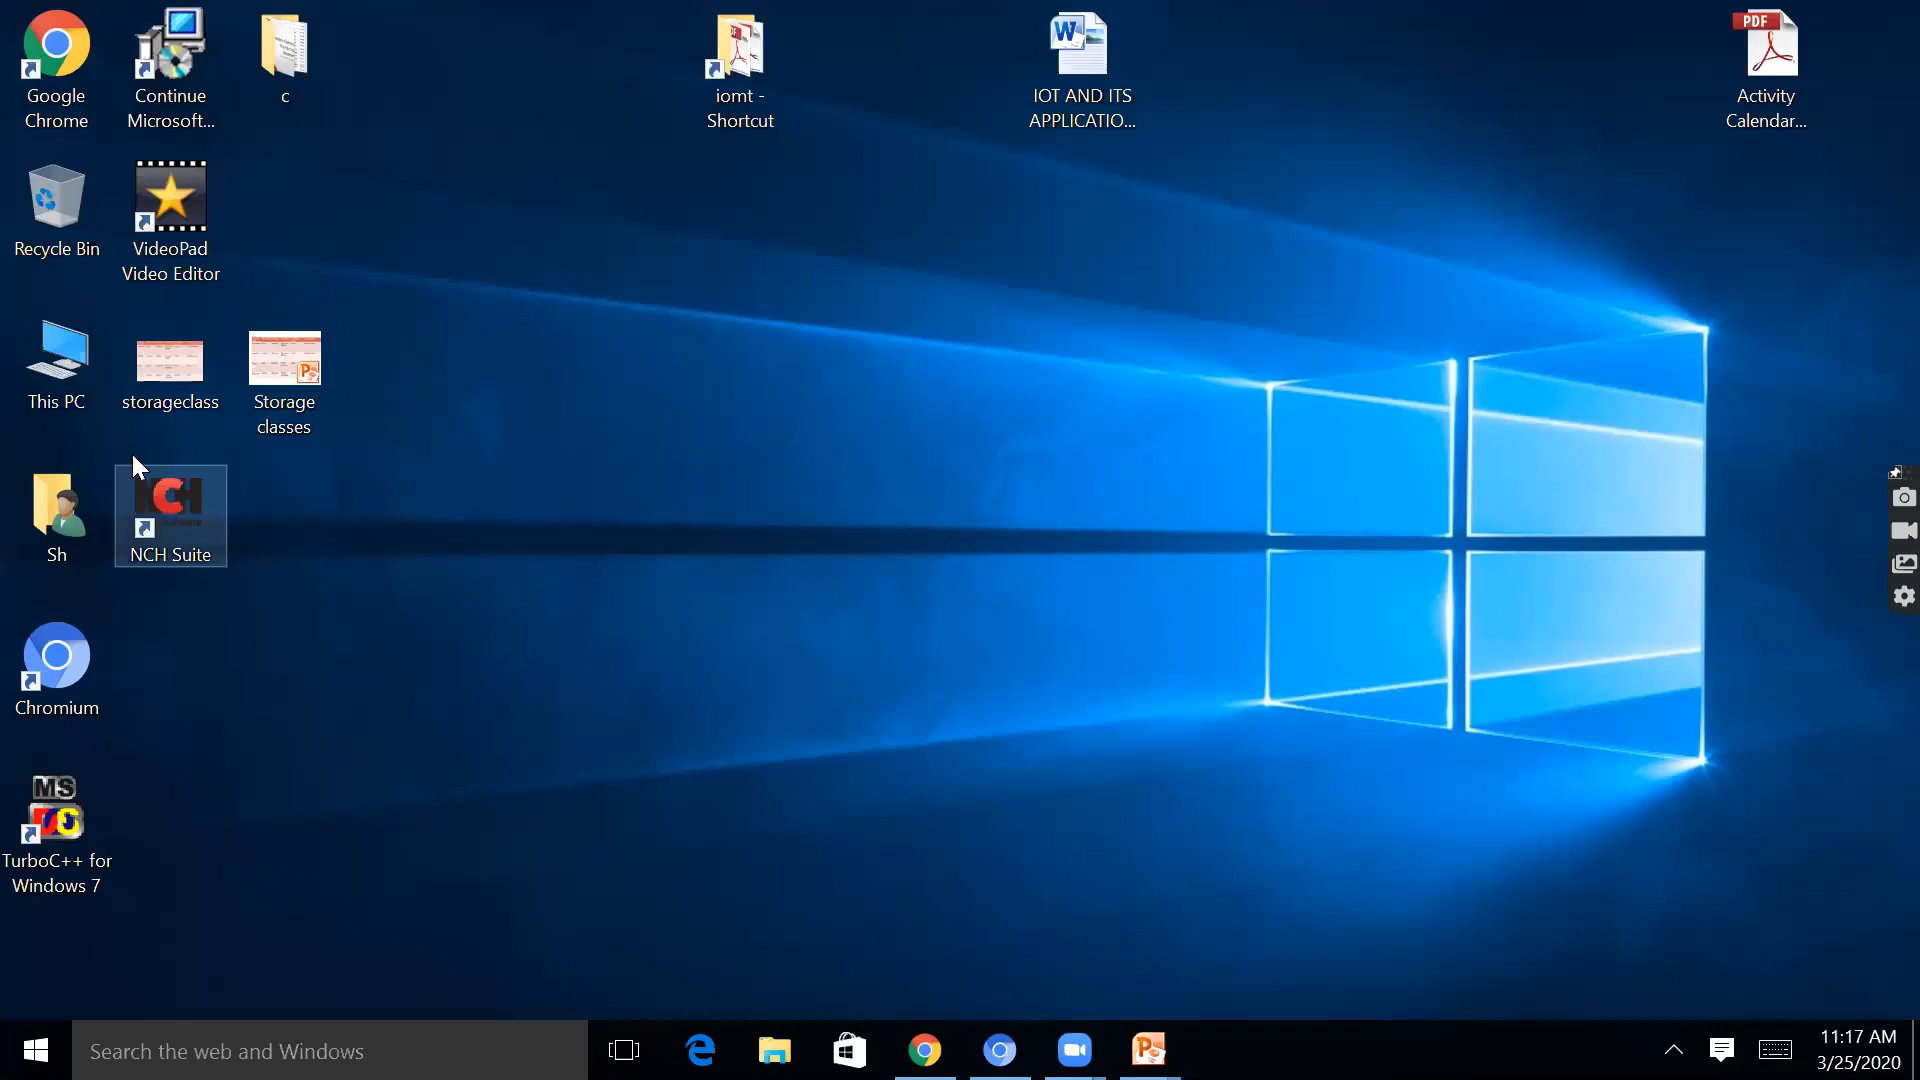 Google
Chrome
Continue
Microsoft...
c
iomt -
Shortcut
IOT AND ITS
APPLICATIO...
PDF
Activity
Calendar...
Recycle Bin
VideoPad
Video Editor
This PC
storageclass
Storage
classes
Sh
NCH
NCH Suite
Chromium
MS
TurboC++ for
Windows 7
Search the web and Windows
11:17 AM
3/25/2020